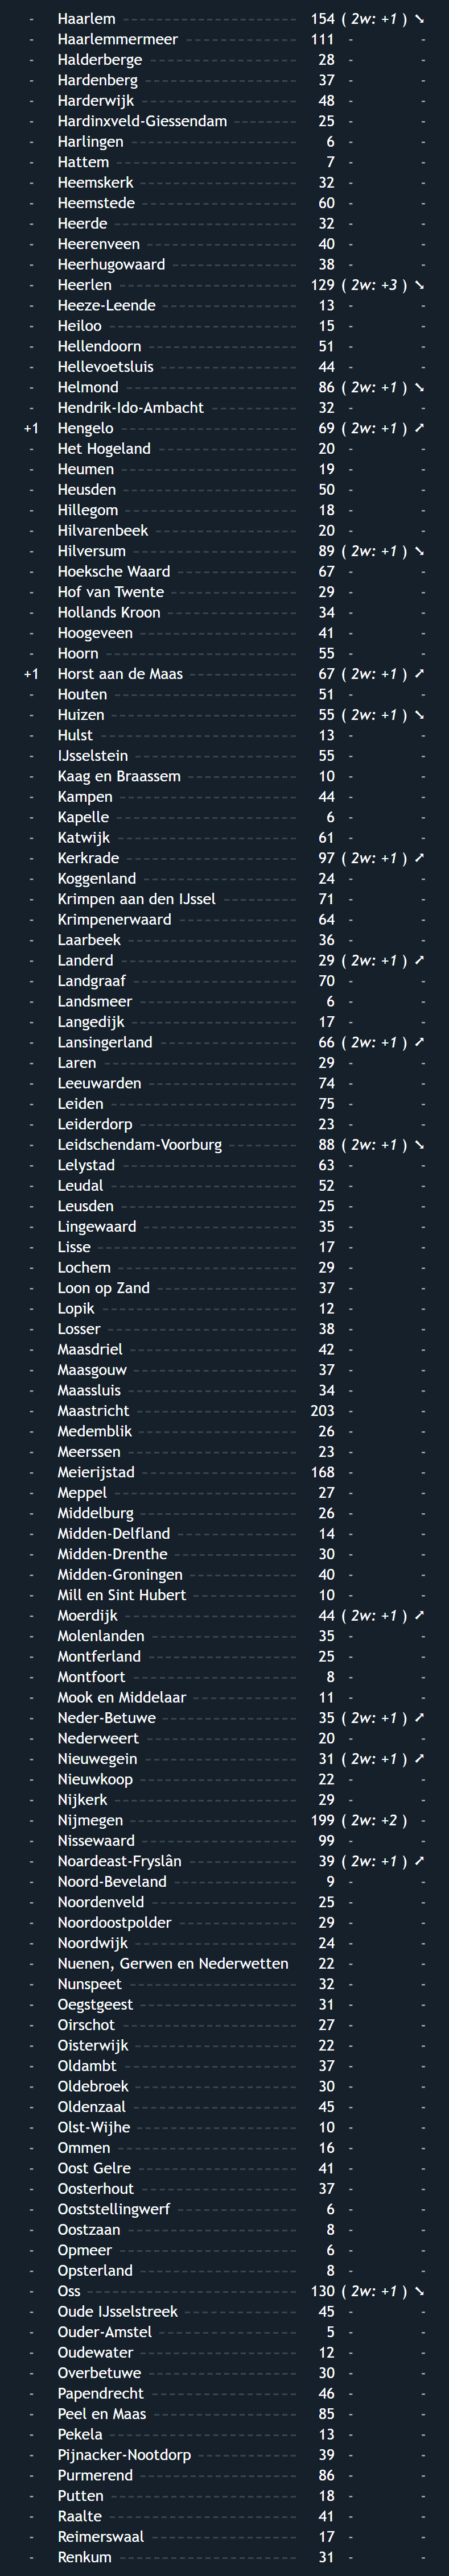 - Haarlem 154 ( 2w: +1 ) ➘
- Haarlemmermeer 111 - -
- Halderberge 28 - -
- Hardenberg 37 - -
- Harderwijk 48 - -
- Hardinxveld-Giessendam 25 - -
- Harlingen 6 - -
- Hattem 7 - -
- Heemskerk 32 - -
- Heemstede 60 - -
- Heerde 32 - -
- Heerenveen 40 - -
- Heerhugowaard 38 - -
- Heerlen 129 ( 2w: +3 ) ➘
- Heeze-Leende 13 - -
- Heiloo 15 - -
- Hellendoorn 51 - -
- Hellevoetsluis 44 - -
- Helmond 86 ( 2w: +1 ) ➘
- Hendrik-Ido-Ambacht 32 - -
+1 Hengelo 69 ( 2w: +1 ) ➚
- Het Hogeland 20 - -
- Heumen 19 - -
- Heusden 50 - -
- Hillegom 18 - -
- Hilvarenbeek 20 - -
- Hilversum 89 ( 2w: +1 ) ➘
- Hoeksche Waard 67 - -
- Hof van Twente 29 - -
- Hollands Kroon 34 - -
- Hoogeveen 41 - -
- Hoorn 55 - -
+1 Horst aan de Maas 67 ( 2w: +1 ) ➚
- Houten 51 - -
- Huizen 55 ( 2w: +1 ) ➘
- Hulst 13 - -
- IJsselstein 55 - -
- Kaag en Braassem 10 - -
- Kampen 44 - -
- Kapelle 6 - -
- Katwijk 61 - -
- Kerkrade 97 ( 2w: +1 ) ➚
- Koggenland 24 - -
- Krimpen aan den IJssel 71 - -
- Krimpenerwaard 64 - -
- Laarbeek 36 - -
- Landerd 29 ( 2w: +1 ) ➚
- Landgraaf 70 - -
- Landsmeer 6 - -
- Langedijk 17 - -
- Lansingerland 66 ( 2w: +1 ) ➚
- Laren 29 - -
- Leeuwarden 74 - -
- Leiden 75 - -
- Leiderdorp 23 - -
- Leidschendam-Voorburg 88 ( 2w: +1 ) ➘
- Lelystad 63 - -
- Leudal 52 - -
- Leusden 25 - -
- Lingewaard 35 - -
- Lisse 17 - -
- Lochem 29 - -
- Loon op Zand 37 - -
- Lopik 12 - -
- Losser 38 - -
- Maasdriel 42 - -
- Maasgouw 37 - -
- Maassluis 34 - -
- Maastricht 203 - -
- Medemblik 26 - -
- Meerssen 23 - -
- Meierijstad 168 - -
- Meppel 27 - -
- Middelburg 26 - -
- Midden-Delfland 14 - -
- Midden-Drenthe 30 - -
- Midden-Groningen 40 - -
- Mill en Sint Hubert 10 - -
- Moerdijk 44 ( 2w: +1 ) ➚
- Molenlanden 35 - -
- Montferland 25 - -
- Montfoort 8 - -
- Mook en Middelaar 11 - -
- Neder-Betuwe 35 ( 2w: +1 ) ➚
- Nederweert 20 - -
- Nieuwegein 31 ( 2w: +1 ) ➚
- Nieuwkoop 22 - -
- Nijkerk 29 - -
- Nijmegen 199 ( 2w: +2 ) -
- Nissewaard 99 - -
- Noardeast-Fryslân 39 ( 2w: +1 ) ➚
- Noord-Beveland 9 - -
- Noordenveld 25 - -
- Noordoostpolder 29 - -
- Noordwijk 24 - -
- Nuenen, Gerwen en Nederwetten 22 - -
- Nunspeet 32 - -
- Oegstgeest 31 - -
- Oirschot 27 - -
- Oisterwijk 22 - -
- Oldambt 37 - -
- Oldebroek 30 - -
- Oldenzaal 45 - -
- Olst-Wijhe 10 - -
- Ommen 16 - -
- Oost Gelre 41 - -
- Oosterhout 37 - -
- Ooststellingwerf 6 - -
- Oostzaan 8 - -
- Opmeer 6 - -
- Opsterland 8 - -
- Oss 130 ( 2w: +1 ) ➘
- Oude IJsselstreek 45 - -
- Ouder-Amstel 5 - -
- Oudewater 12 - -
- Overbetuwe 30 - -
- Papendrecht 46 - -
- Peel en Maas 85 - -
- Pekela 13 - -
- Pijnacker-Nootdorp 39 - -
- Purmerend 86 - -
- Putten 18 - -
- Raalte 41 - -
- Reimerswaal 17 - -
- Renkum 31 - -